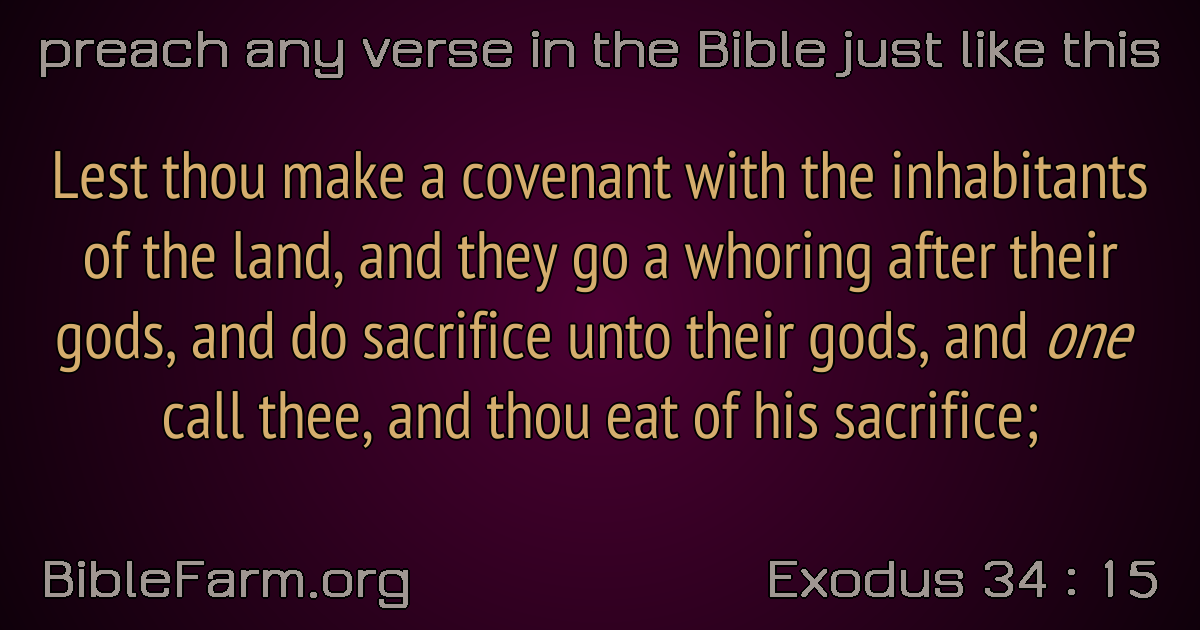 preach any verse in the Bible just like this
Lest thou make a covenant with the inhabitants
of the land, and they go a whoring after their
gods, and do sacrifice unto their gods, and one
call thee, and thou eat of his sacrifice;
BibleFarm.org
Exodus 34 : 15